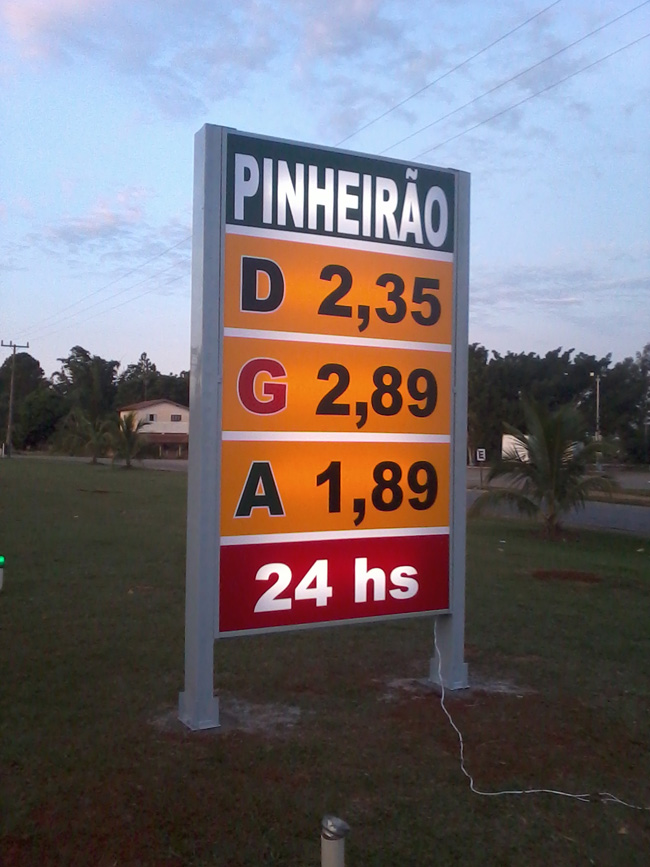 PINHEIRÃO
D 2,35
G 2,89
A 1,89
24 hs
E